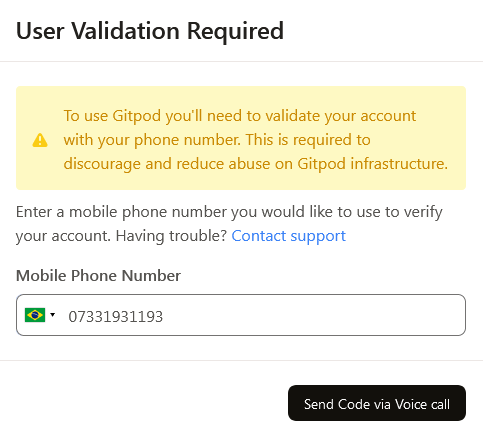 User Validation Required
To use Gitpod you'll need to validate your account
with your phone number. This is required to
discourage and reduce abuse on Gitpod infrastructure.
Enter a mobile phone number you would like to use to verify
your account. Having trouble? Contact support
Mobile Phone Number
07331931193
Send Code via Voice call